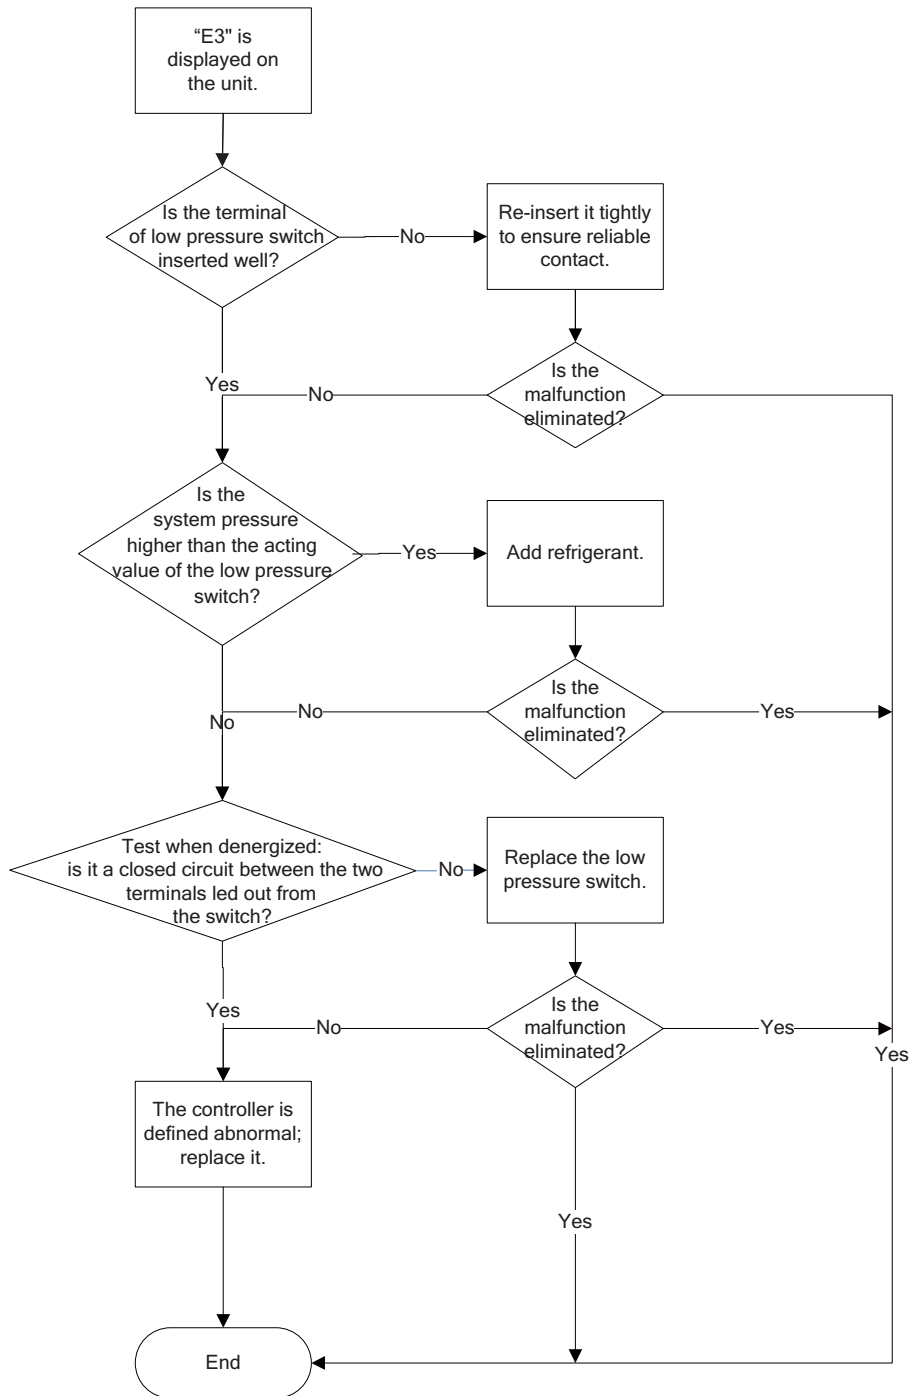 “E3" is
displayed on
the unit.
Is the terminal
of low pressure switch
inserted well?
No
Re-insert it tightly
to ensure reliable
contact.
Yes
No
Is the
malfunction
eliminated?
Is the
system pressure
higher than the acting
value of the low pressure
switch?
Yes
Add refrigerant.
No
No
Is the
malfunction
eliminated?
Yes
Test when denergized:
is it a closed circuit between the two
terminals led out from
the switch?
No
Replace the low
pressure switch.
Yes
No
Is the
malfunction
eliminated?
Yes
Yes
The controller is
defined abnormal;
replace it.
Yes
End